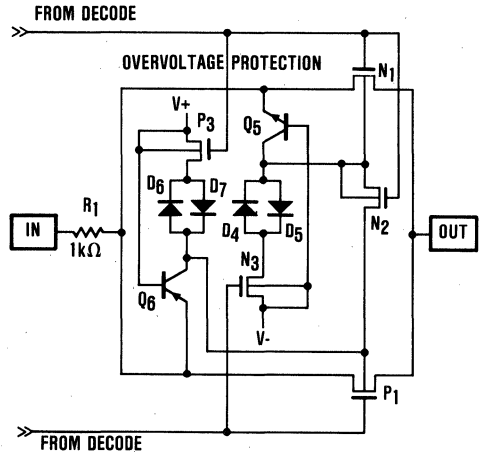 FROM DECODE
OVERVOLTAGE PROTECTION
N1
V+
P3
Q5
D6
D7
D4
D5
N2
R1
IN
1kΩ
OUT
N3
Q6
V-
P1
FROM DECODE